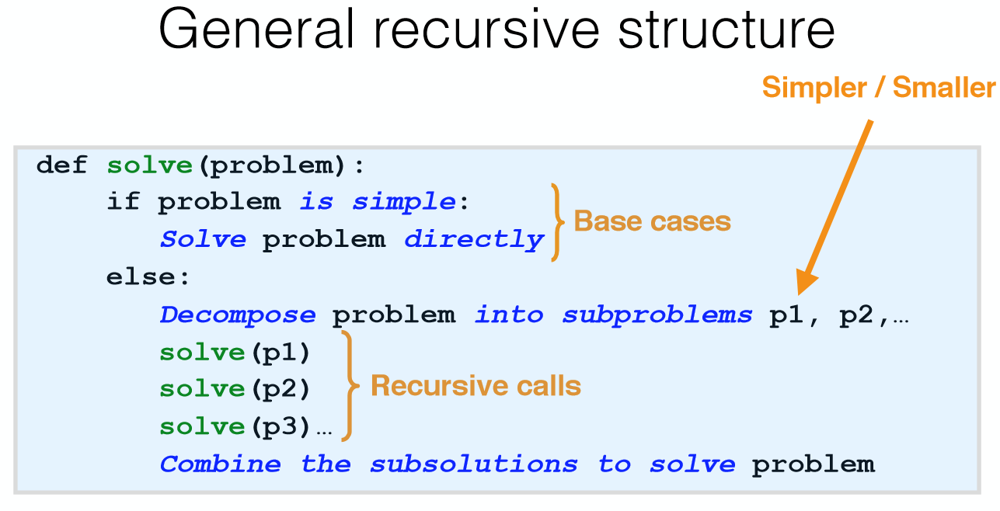 General recursive structure
Simpler / Smaller
def solve(problem):
if problem is simple:
Base cases
Solve problem directly
else:
Decompose problem into subproblems p1, p2,…
solve(p1)
solve(p2)
Recursive calls
solve(p3)…
Combine the subsolutions to solve problem